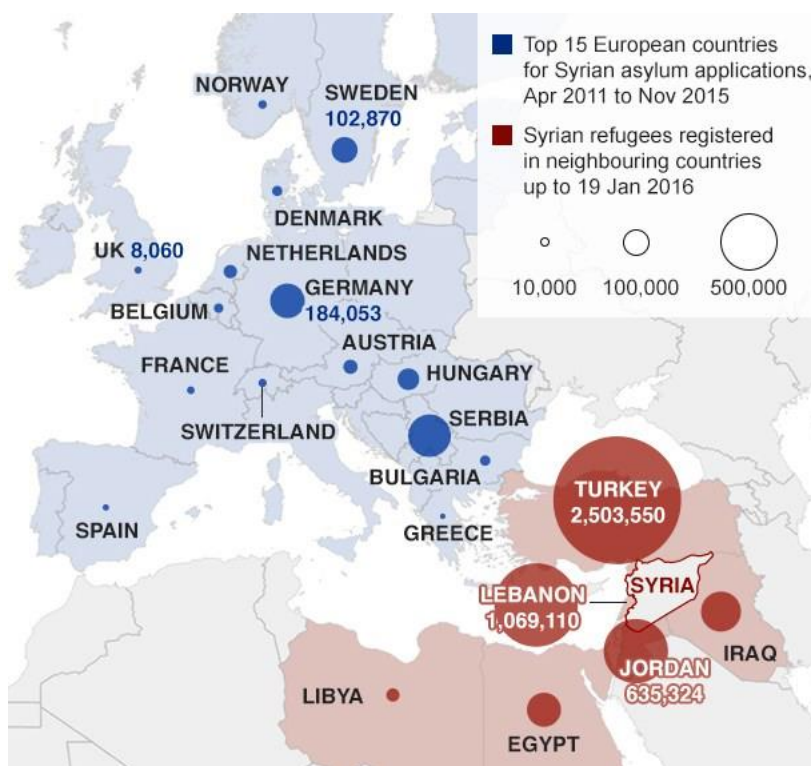 Top 15 European countries
for Syrian asylum applications,
Apr 2011 to Nov 2015
Syrian refugees registered
in neighbouring countries
up to 19 Jan 2016
10,000 100,000 500,000
NORWAY
SWEDEN
102,870
DENMARK
UK 8,060
NETHERLANDS
GERMANY
184,053
BELGIUM
AUSTRIA
FRANCE
HUNGARY
SWITZERLAND
SERBIA
BULGARIA
SPAIN
GREECE
TURKEY
2,503,550
SYRIA
LEBANON
1,069,110
IRAQ
JORDAN
635,324
LIBYA
EGYPT